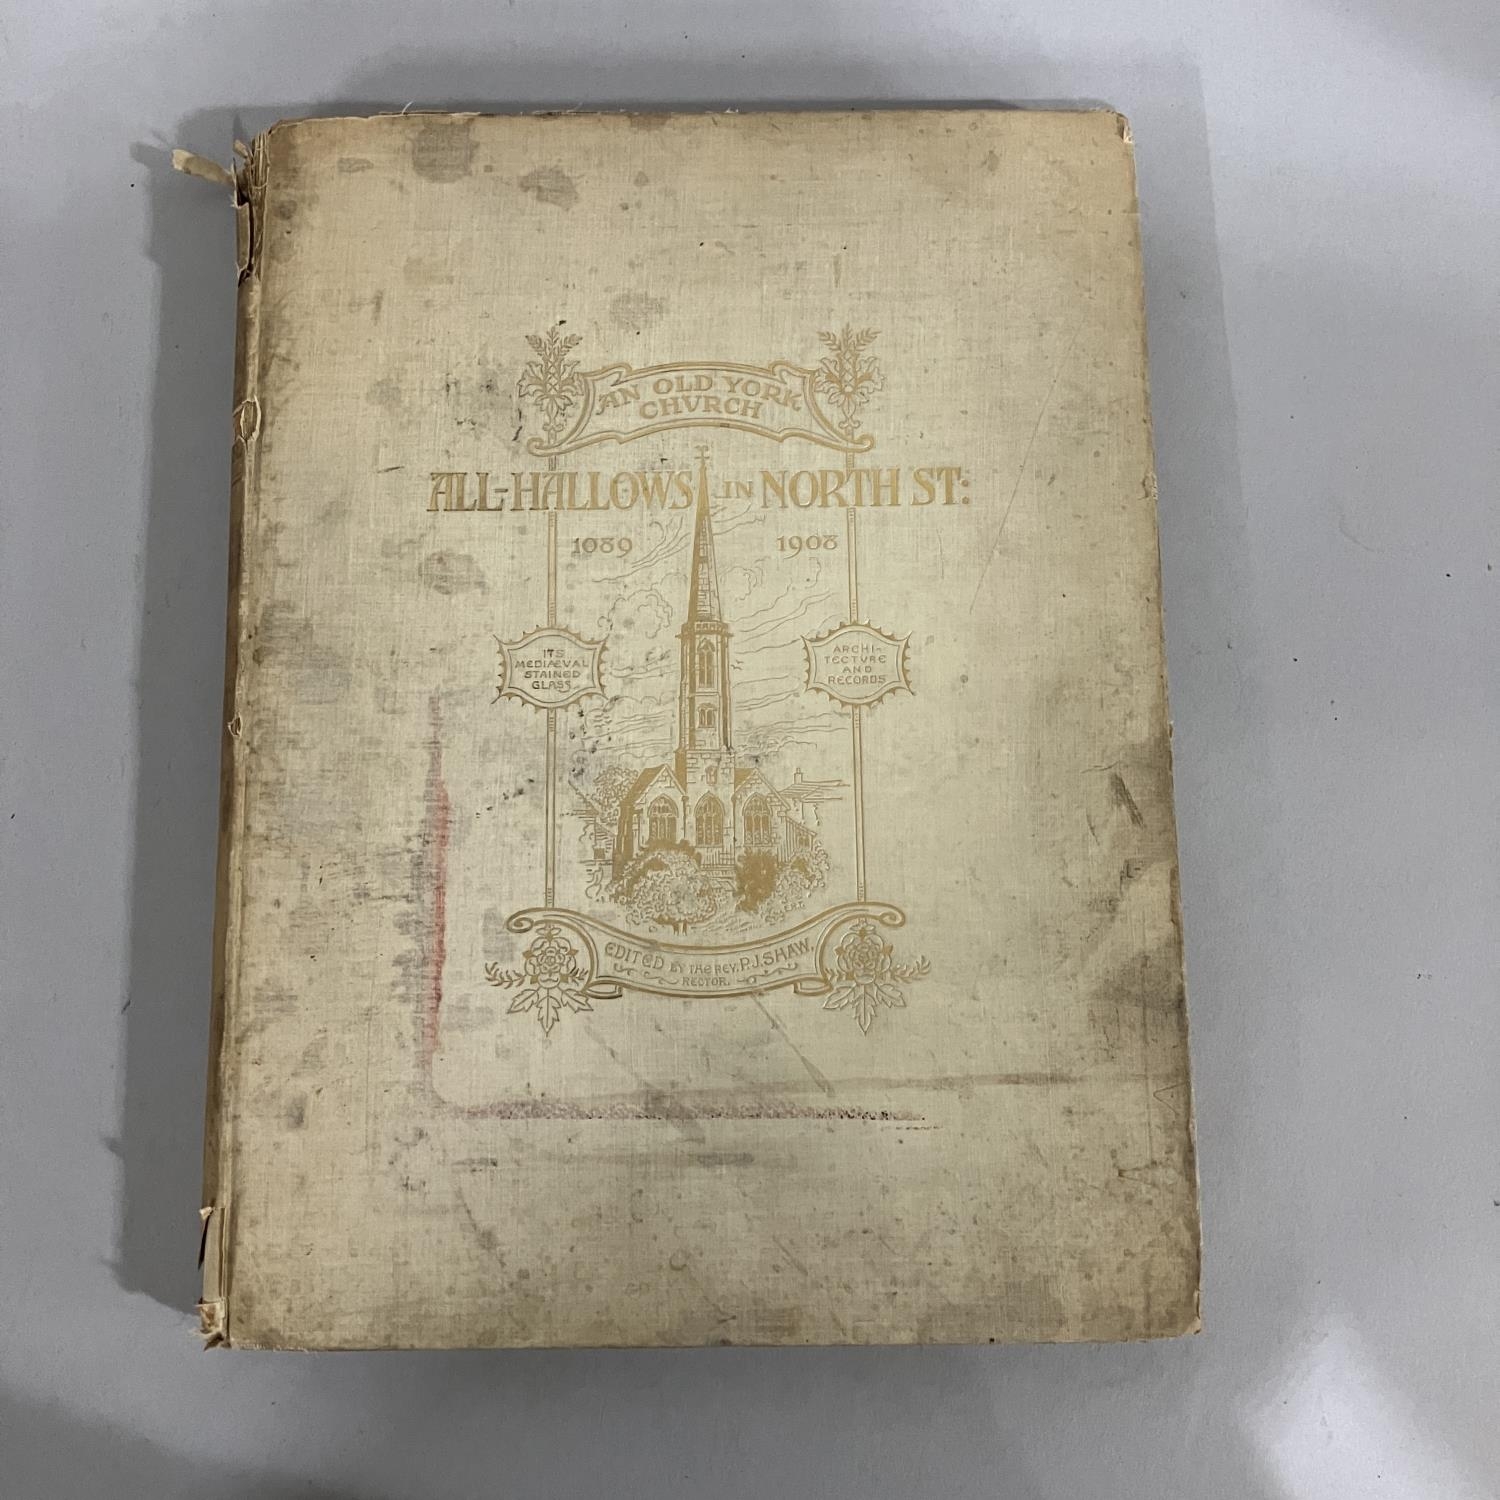 AN OLD YORK
CHVRCH
ALL-HALLOWS IN NORTH ST:
1089 1908
ITS
MEDIÆVAL
STAINED
GLASS
ARCHI-
TECTURE
AND
RECORDS
EDITED BY THE REV. P.J. SHAW,
RECTOR.